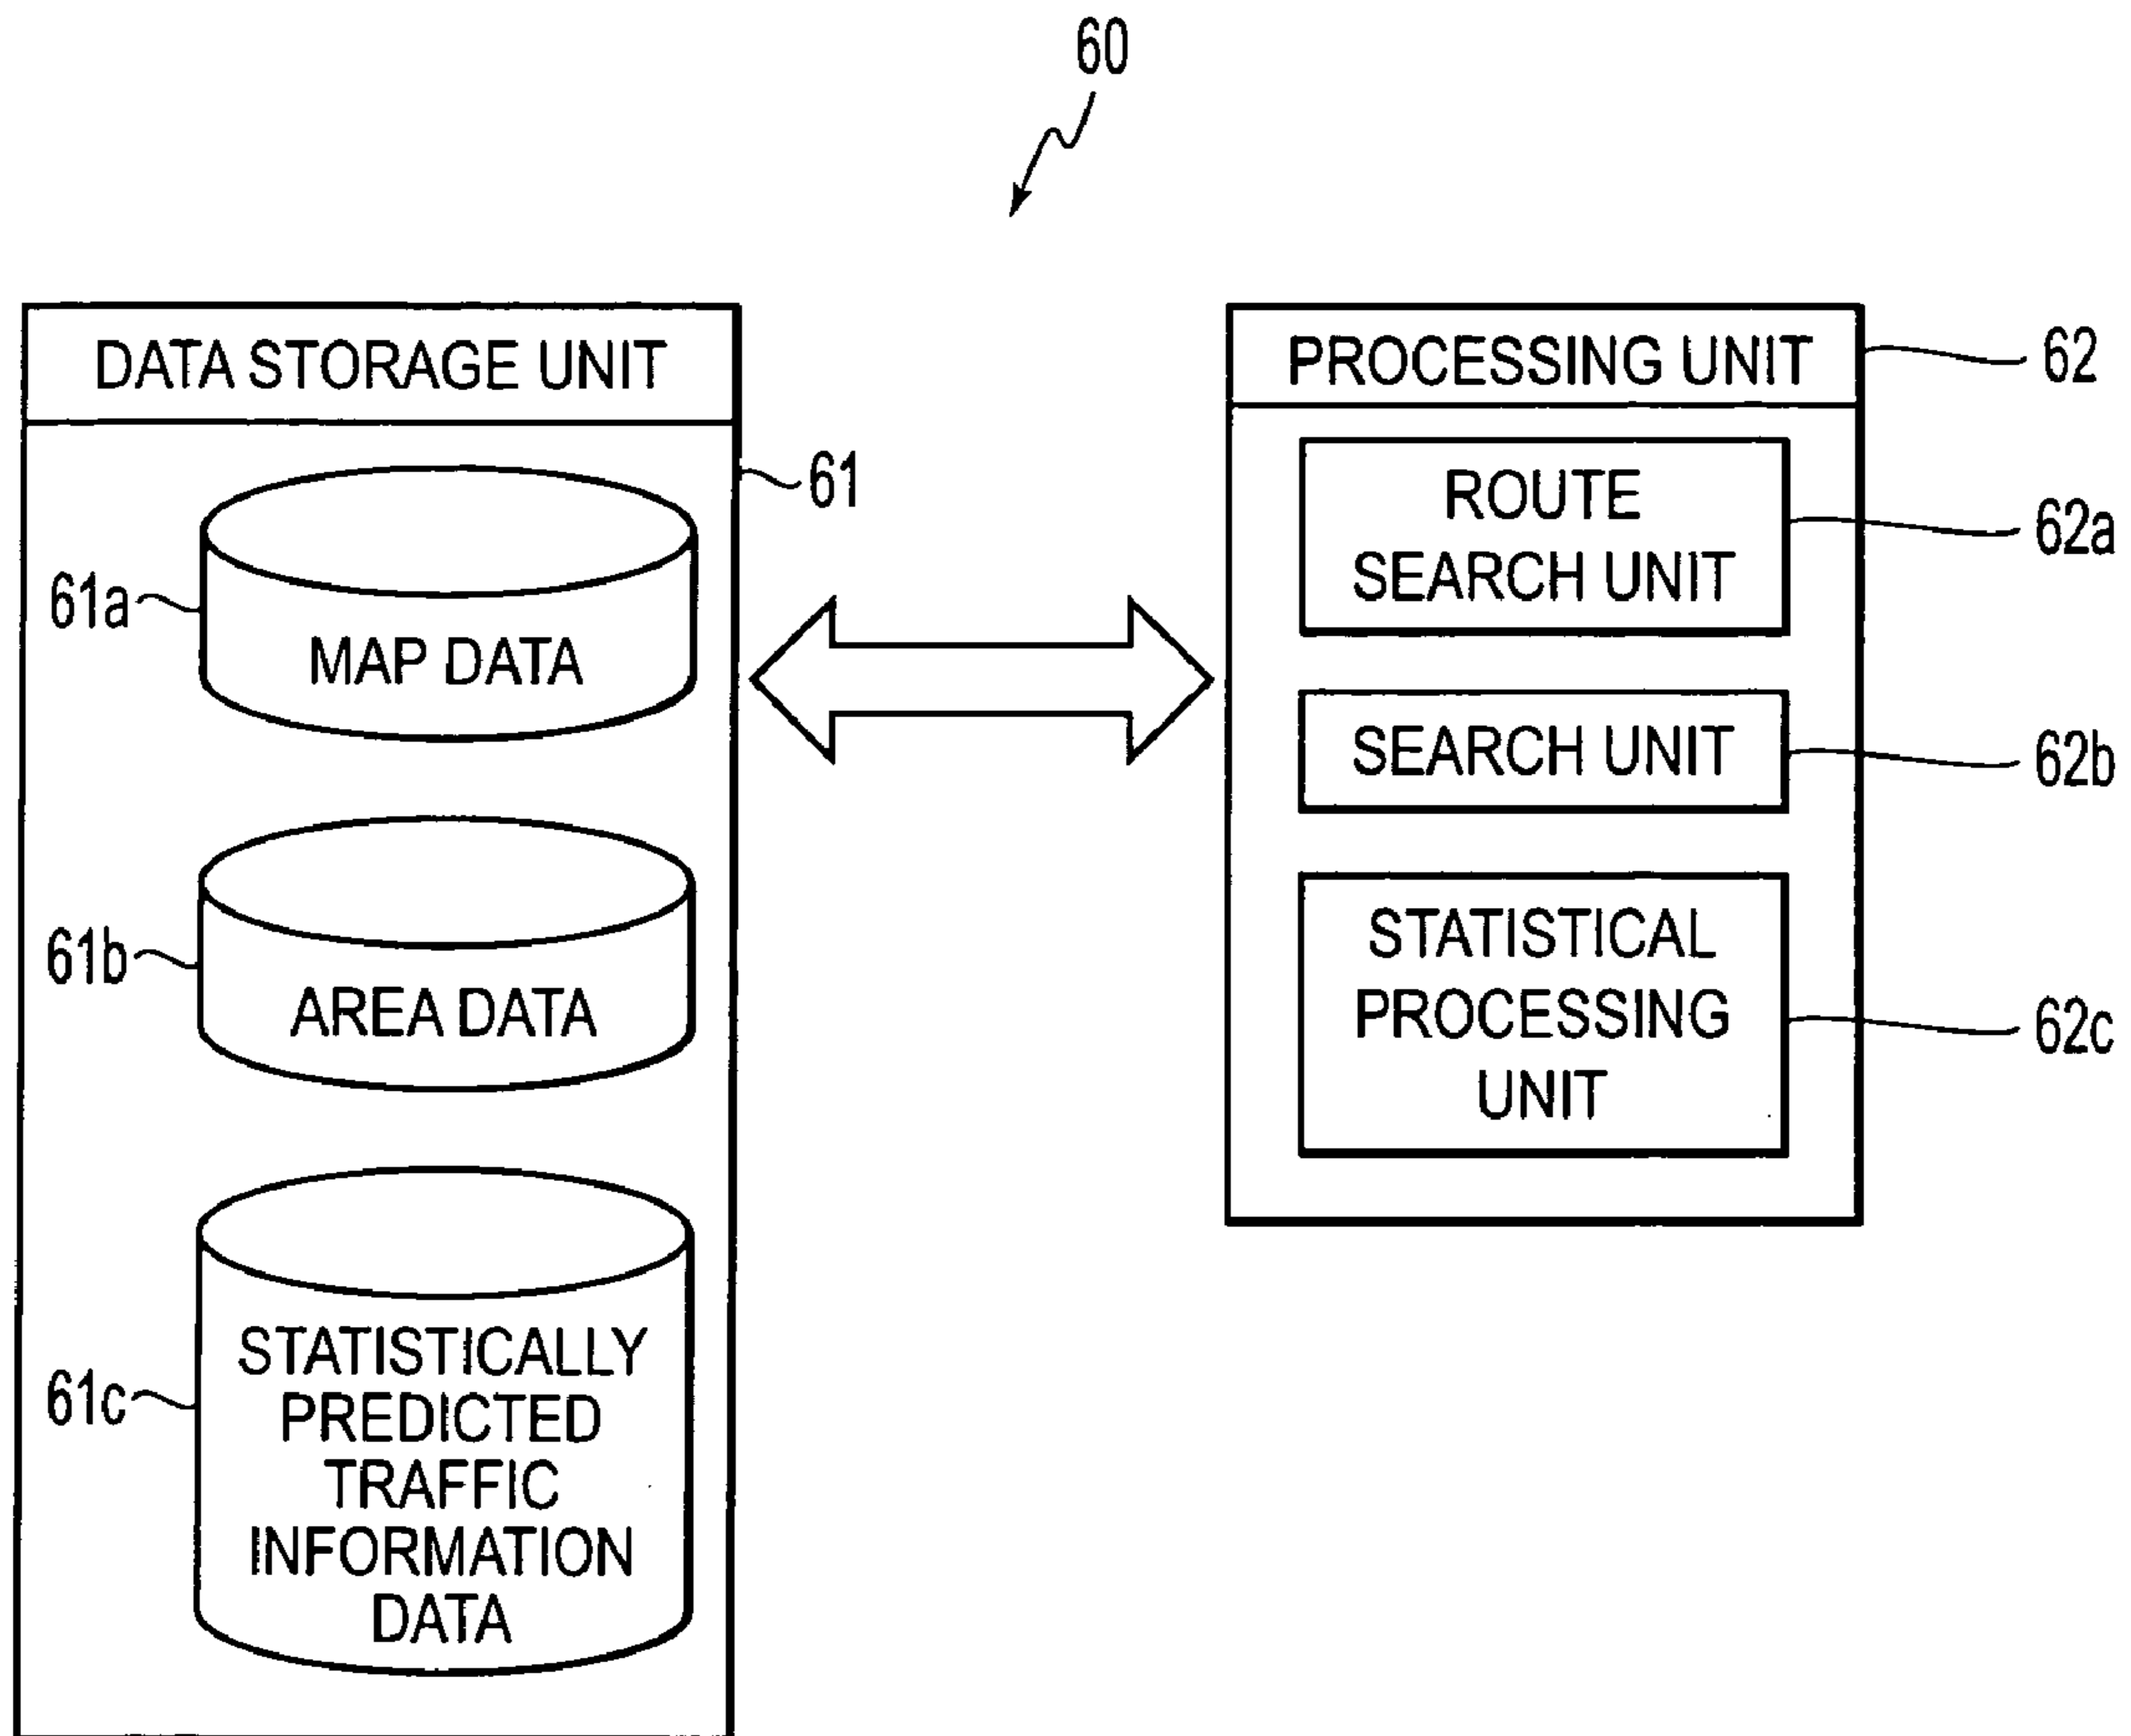 60
DATA STORAGE UNIT
61
61a
MAP DATA
61b
AREA DATA
61c
STATISTICALLY
PREDICTED
TRAFFIC
INFORMATION
DATA
PROCESSING UNIT
62
ROUTE
SEARCH UNIT
62a
SEARCH UNIT
62b
STATISTICAL
PROCESSING
UNIT
62c